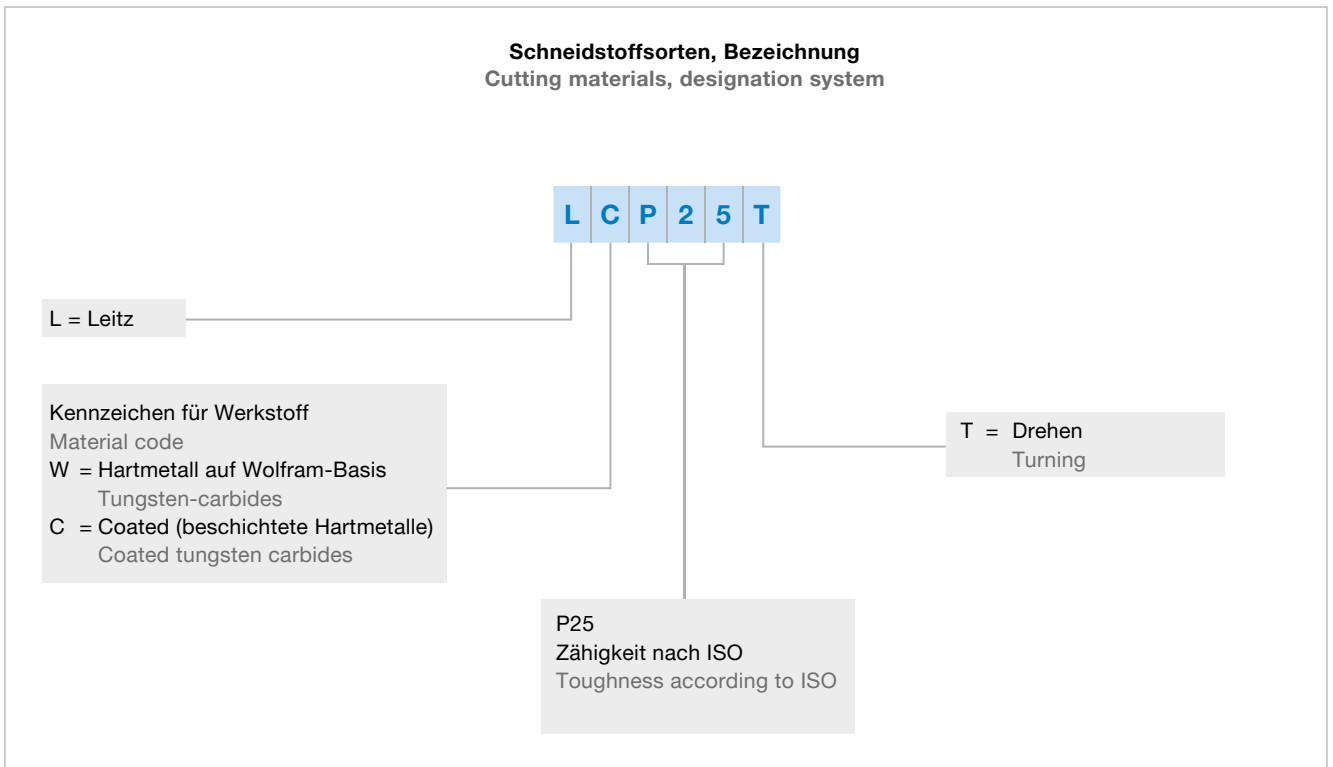 Schneidstoffsorten, Bezeichnung
Cutting materials, designation system
L C P 2 5 T
L = Leitz
Kennzeichen für Werkstoff
Material code
W = Hartmetall auf Wolfram-Basis
Tungsten-carbides
C = Coated (beschichtete Hartmetalle)
Coated tungsten carbides
T = Drehen
Turning
P25
Zähigkeit nach ISO
Toughness according to ISO